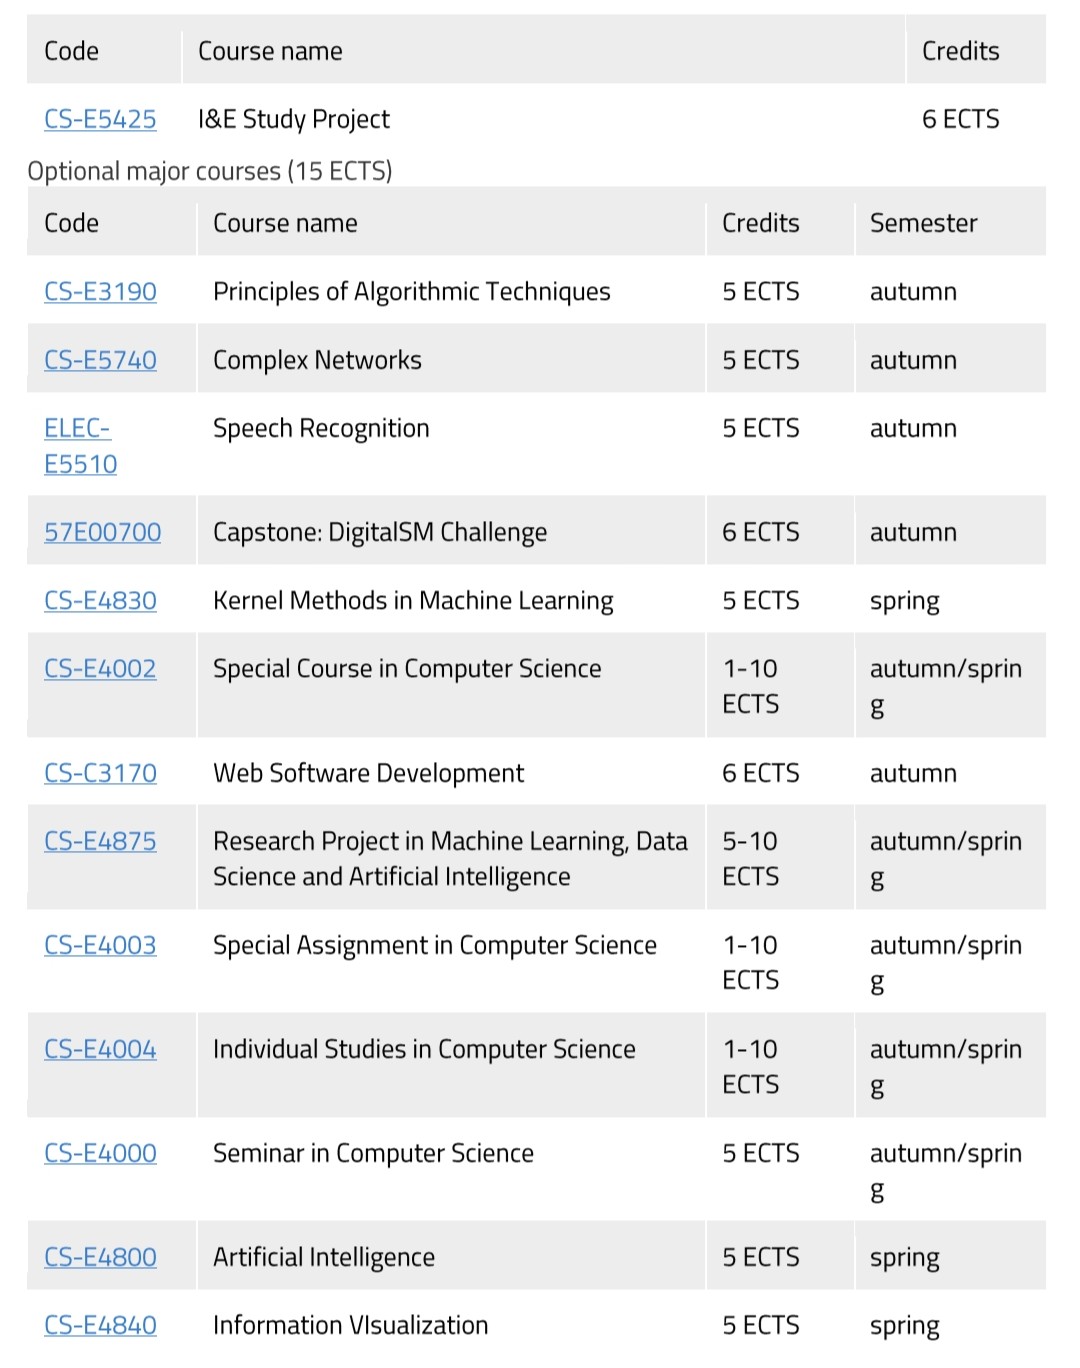 Code Course name Credits
CS-E5425 I&E Study Project 6 ECTS
Optional major courses (15 ECTS)
Code Course name Credits Semester
CS-E3190 Principles of Algorithmic Techniques 5 ECTS autumn
CS-E5740 Complex Networks 5 ECTS autumn
ELEC- Speech Recognition 5 ECTS autumn
E5510
57E00700 Capstone: DigitalSM Challenge 6 ECTS autumn
CS-E4830 Kernel Methods in Machine Learning 5 ECTS spring
CS-E4002 Special Course in Computer Science 1-10 autumn/sprin
ECTS g
CS-C3170 Web Software Development 6 ECTS autumn
CS-E4875 Research Project in Machine Learning, Data 5-10 autumn/sprin
Science and Artificial Intelligence ECTS g
CS-E4003 Special Assignment in Computer Science 1-10 autumn/sprin
ECTS g
CS-E4004 Individual Studies in Computer Science 1-10 autumn/sprin
ECTS g
CS-E4000 Seminar in Computer Science 5 ECTS autumn/sprin
g
CS-E4800 Artificial Intelligence 5 ECTS spring
CS-E4840 Information VIsualization 5 ECTS spring